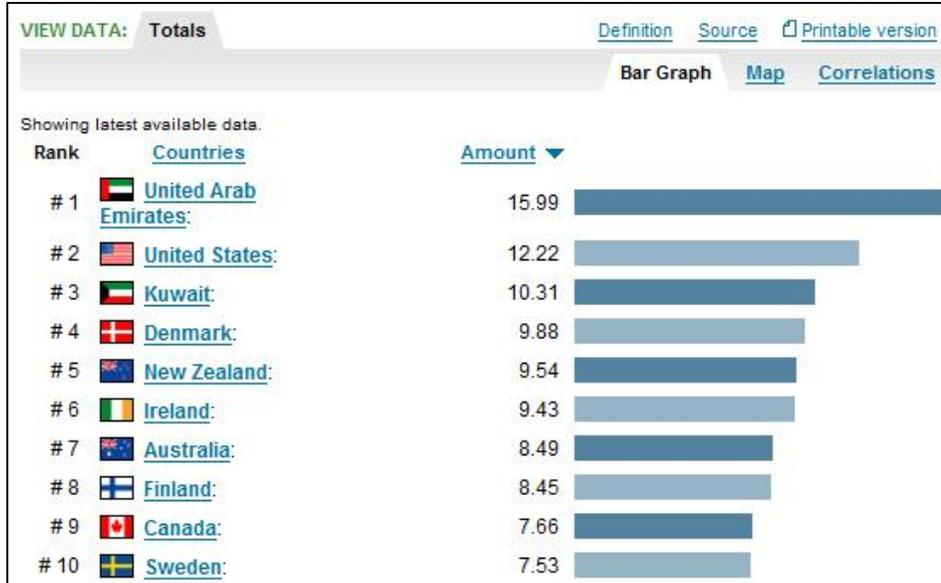 VIEW DATA: Totals Definition Source Printable version
Bar Graph Map Correlations
Showing latest available data.
Rank Countries Amount
# 1 United Arab
Emirates: 15.99
# 2 United States: 12.22
# 3 Kuwait: 10.31
# 4 Denmark: 9.88
# 5 New Zealand: 9.54
# 6 Ireland: 9.43
# 7 Australia: 8.49
# 8 Finland: 8.45
# 9 Canada: 7.66
# 10 Sweden: 7.53